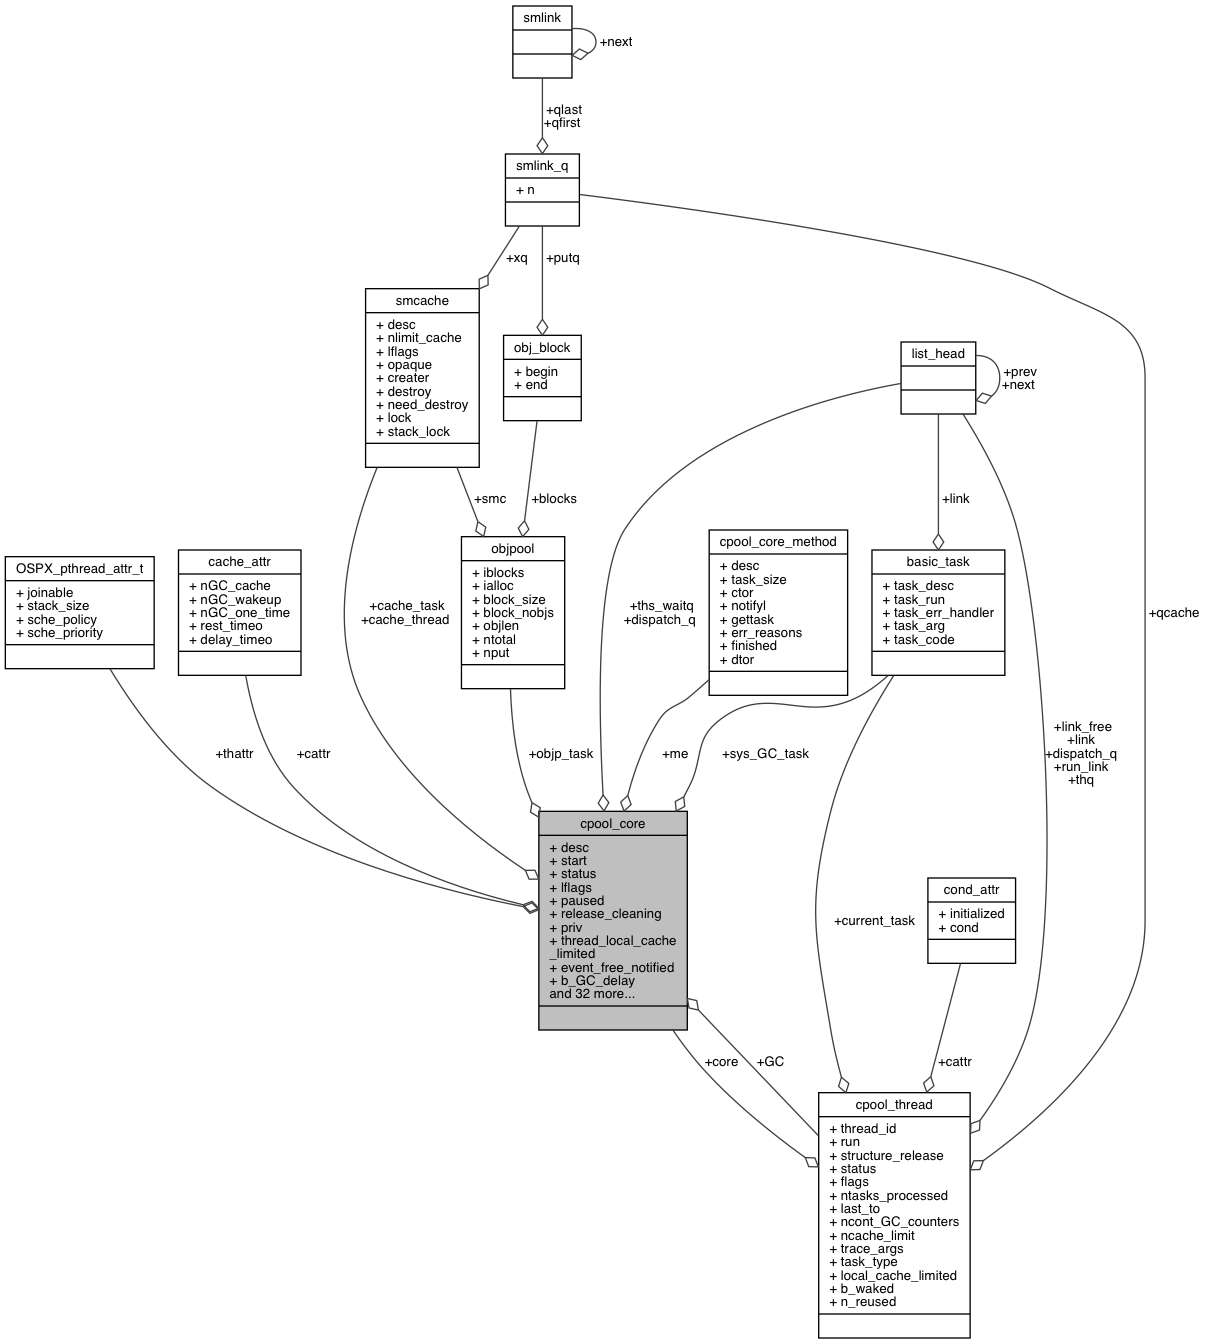 smlink
+next
+qlast
+qfirst
smlink_q
+ n
+xq
+putq
smcache
+ desc
+ nlimit_cache
+ lflags
+ opaque
+ creater
+ destroy
+ need_destroy
+ lock
+ stack_lock
obj_block
+ begin
+ end
list_head
+prev
+next
+smc
+blocks
+link
objpool
+ iblocks
+ ialloc
+ block_size
+ block_nobjs
+ objlen
+ ntotal
+ nput
cpool_core_method
+ desc
+ task_size
+ ctor
+ notifyl
+ gettask
+ err_reasons
+ finished
+ dtor
basic_task
+ task_desc
+ task_run
+ task_err_handler
+ task_arg
+ task_code
OSPX_pthread_attr_t
+ joinable
+ stack_size
+ sche_policy
+ sche_priority
cache_attr
+ nGC_cache
+ nGC_wakeup
+ nGC_one_time
+ rest_timeo
+ delay_timeo
+cache_task
+cache_thread
+ths_waitq
+dispatch_q
+qcache
+thattr
+cattr
+objp_task
+me
+sys_GC_task
+link_free
+link
+dispatch_q
+run_link
+thq
cpool_core
+ desc
+ start
+ status
+ lflags
+ paused
+ release_cleaning
+ priv
+ thread_local_cache
_limited
+ event_free_notified
+ b_GC_delay
and 32 more...
+current_task
cond_attr
+ initialized
+ cond
+core
+GC
+cattr
cpool_thread
+ thread_id
+ run
+ structure_release
+ status
+ flags
+ ntasks_processed
+ last_to
+ ncont_GC_counters
+ ncache_limit
+ trace_args
+ task_type
+ local_cache_limited
+ b_waked
+ n_reused